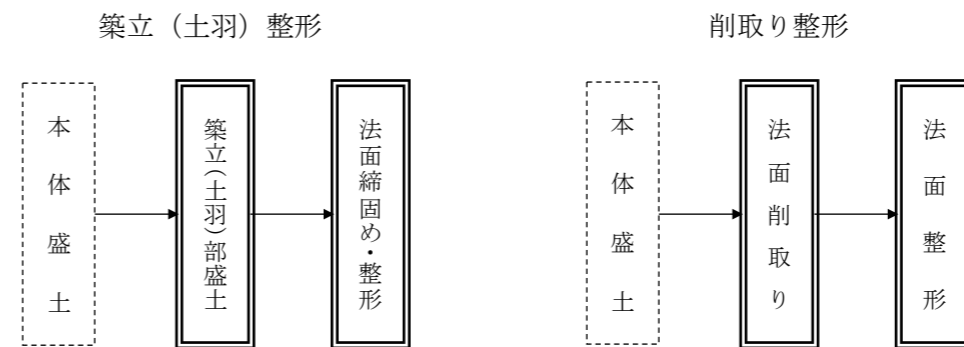 築立（土羽）整形
本体盛土
築立（土羽）部盛土
法面締固め・整形
削取り整形
本体盛土
法面削取り
法面整形